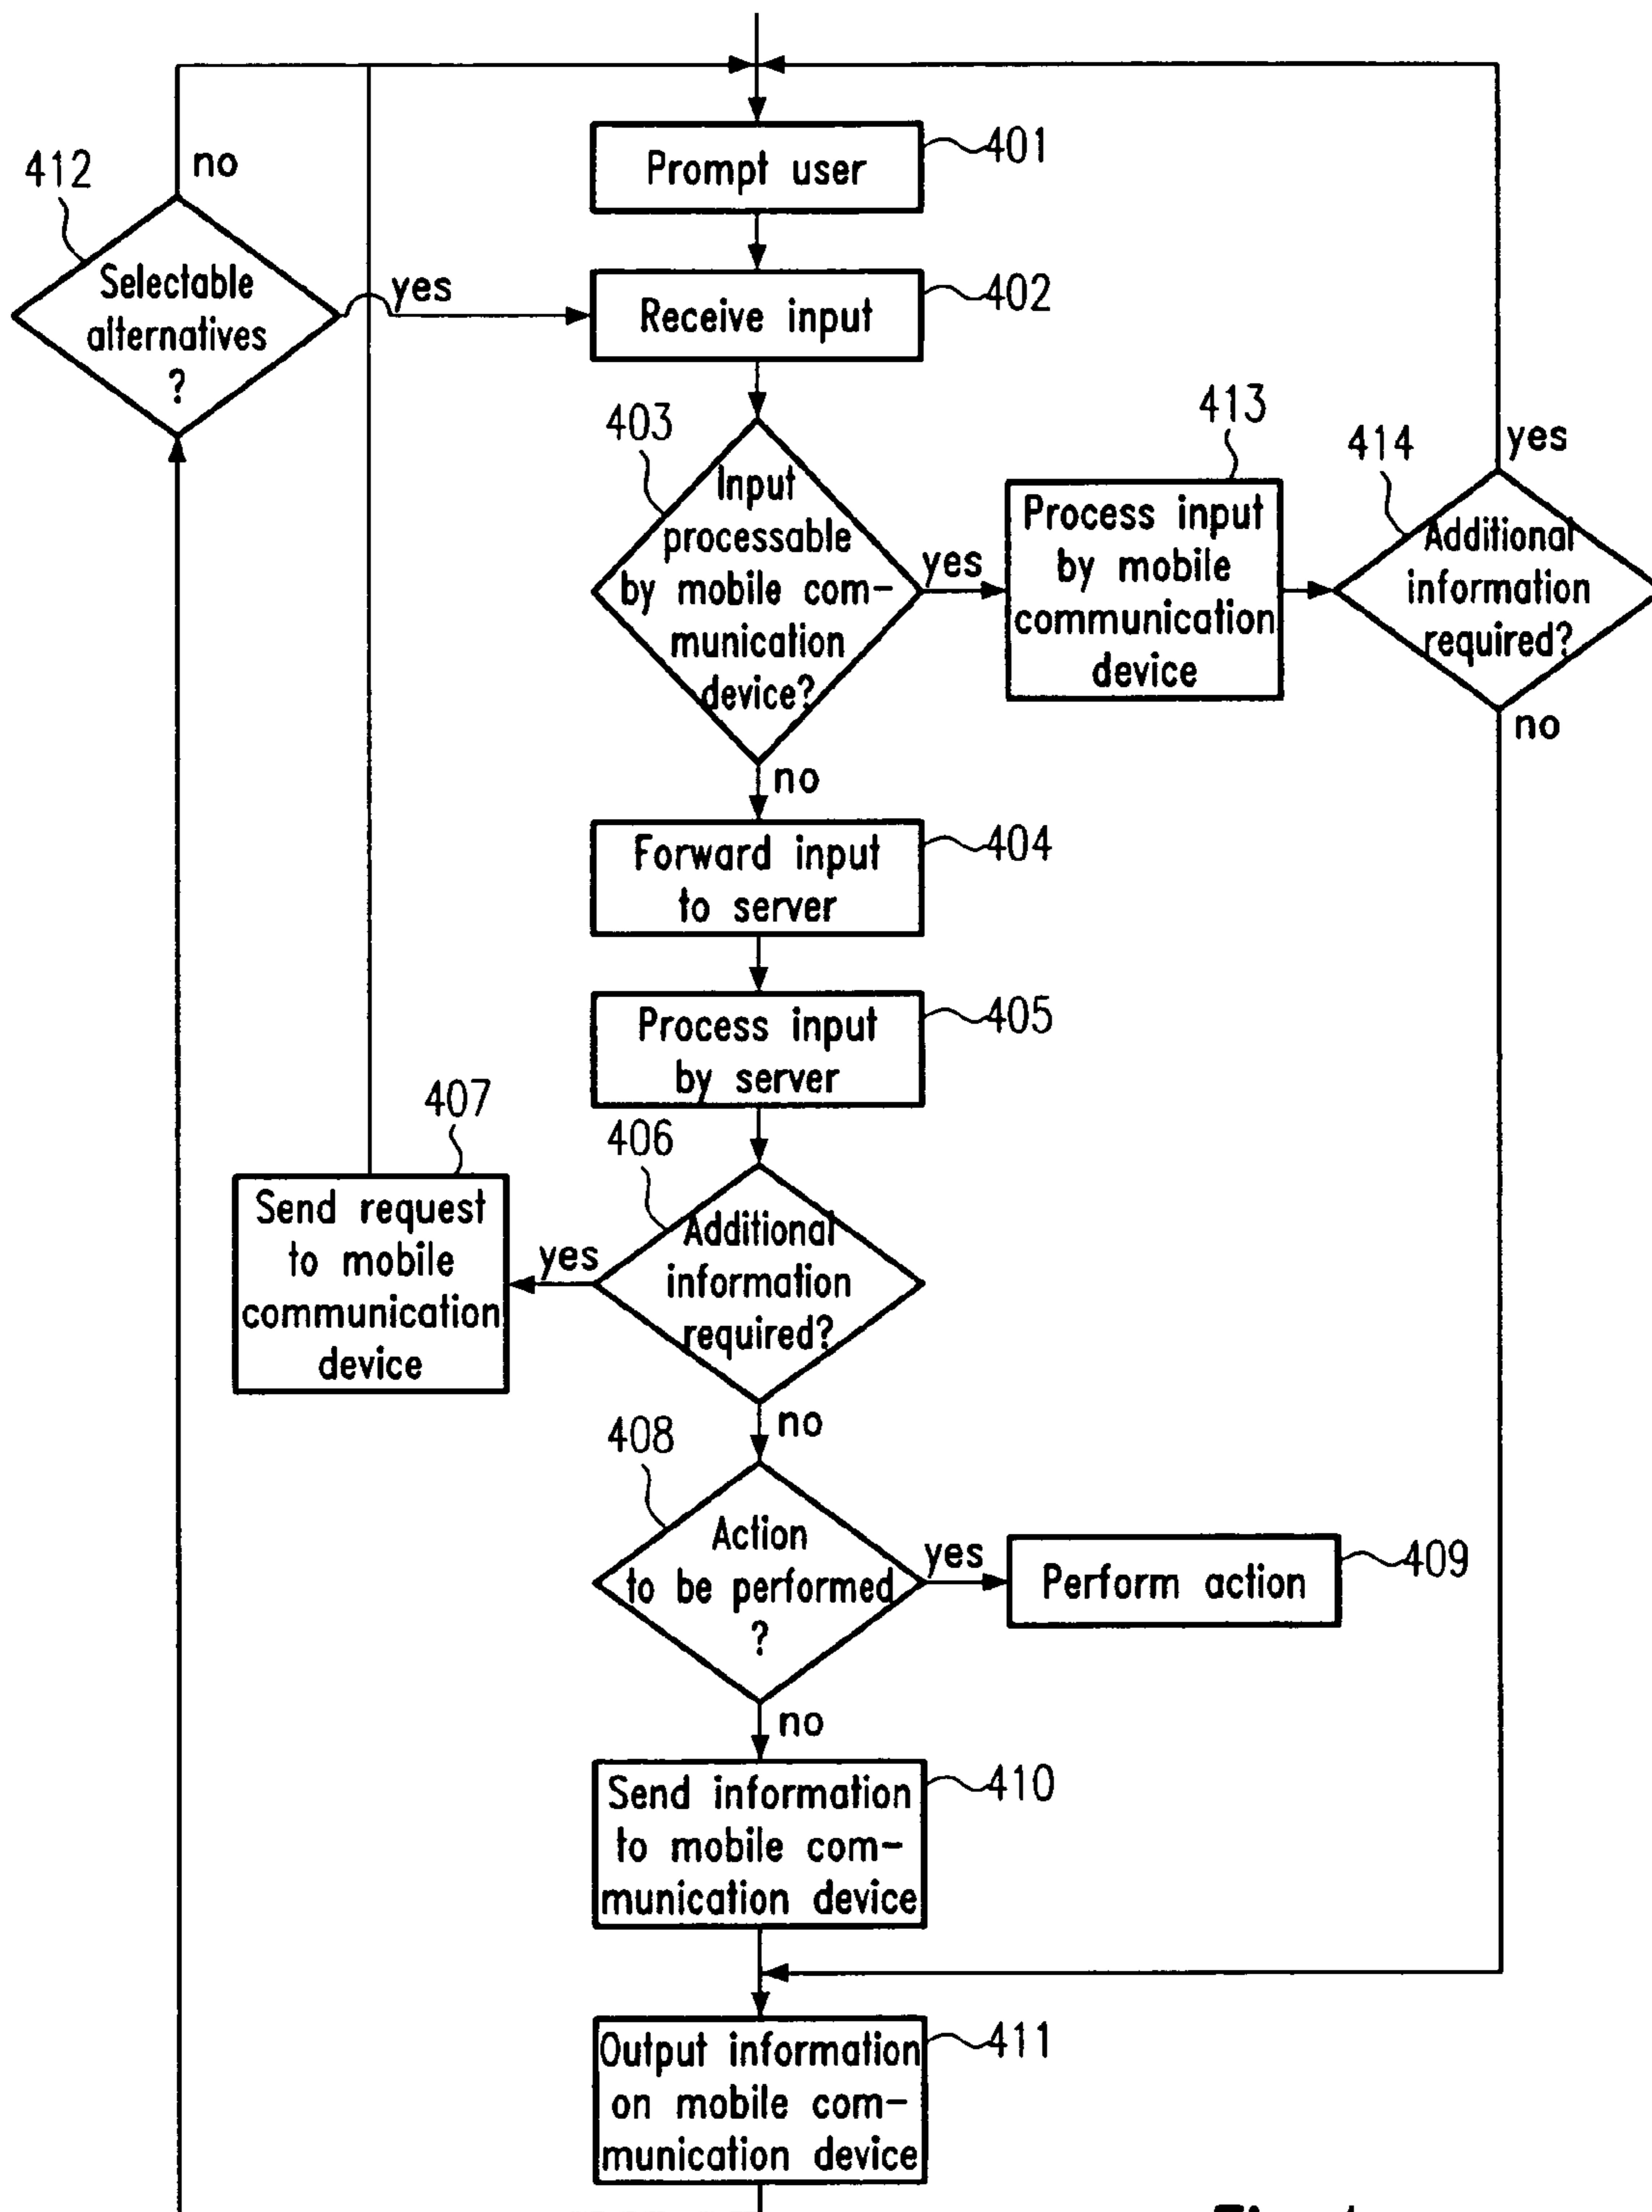 401
Prompt user
412
no
Selectable
alternatives
?
yes
402
Receive input
403
Input
processable
by mobile com-
munication
device?
yes
413
Process input
by mobile
communication
device
414
yes
Additional
information
required?
no
no
404
Forward input
to server
405
Process input
by server
407
Send request
to mobile
communication
device
406
yes
Additional
information
required?
no
408
Action
to be performed
?
yes
409
Perform action
no
410
Send information
to mobile com-
munication device
411
Output information
on mobile com-
munication device